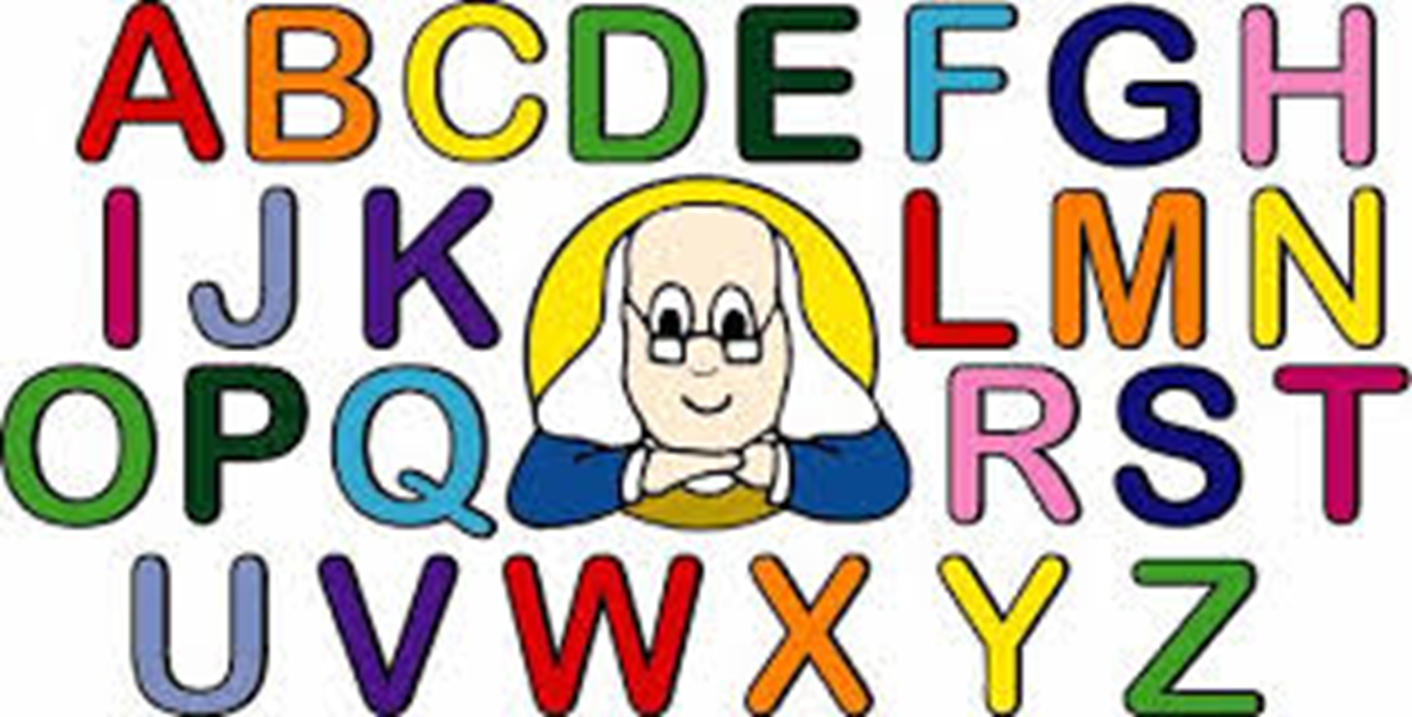 ABCDEFGH
IJK LMN
OPQ RST
UVWXYZ